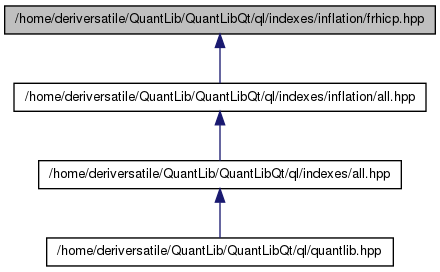 /home/deriversatile/QuantLib/QuantLibQt/ql/indexes/inflation/frhicp.hpp
/home/deriversatile/QuantLib/QuantLibQt/ql/indexes/inflation/all.hpp
/home/deriversatile/QuantLib/QuantLibQt/ql/indexes/all.hpp
/home/deriversatile/QuantLib/QuantLibQt/ql/quantlib.hpp